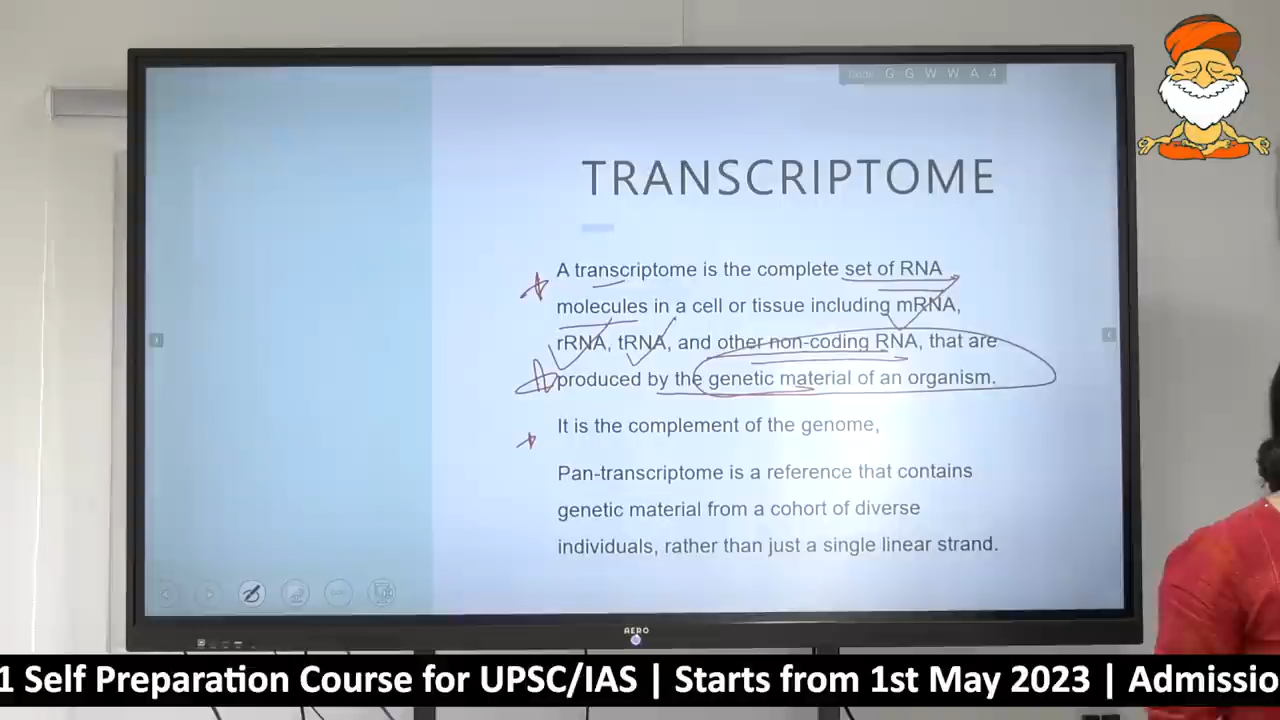 G G W W A 4
TRANSCRIPTOME
A transcriptome is the complete set of RNA
molecules in a cell or tissue including mRNA,
rRNA, tRNA, and other non-coding RNA, that are
produced by the genetic material of an organism.
It is the complement of the genome,
Pan-transcriptome is a reference that contains
genetic material from a cohort of diverse
individuals, rather than just a single linear strand.
AERO
1 Self Preparation Course for UPSC/IAS | Starts from 1st May 2023 | Admissio